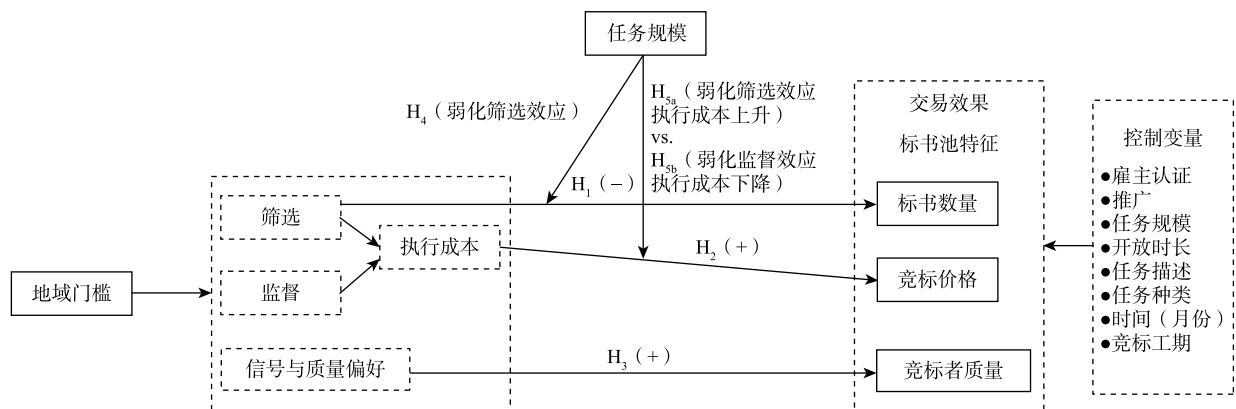 任务规模
H4（弱化筛选效应）
H5a（弱化筛选效应
执行成本上升）
vs.
H5b（弱化监督效应
执行成本下降）
交易效果
标书池特征
控制变量
●雇主认证
●推广
●任务规模
●开放时长
●任务描述
●任务种类
●时间（月份）
●竞标工期
H1（－）
筛选
标书数量
执行成本
H2（＋）
地域门槛
监督
竞标价格
信号与质量偏好
H3（＋）
竞标者质量